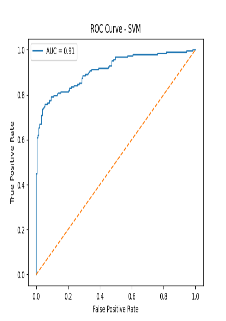 ROC Curve - SVM
AUC = 0.91
True Positive Rate
1.0
0.8
0.6
0.4
0.2
0.0
0.0 0.2 0.4 0.6 0.8 1.0
False Positive Rate